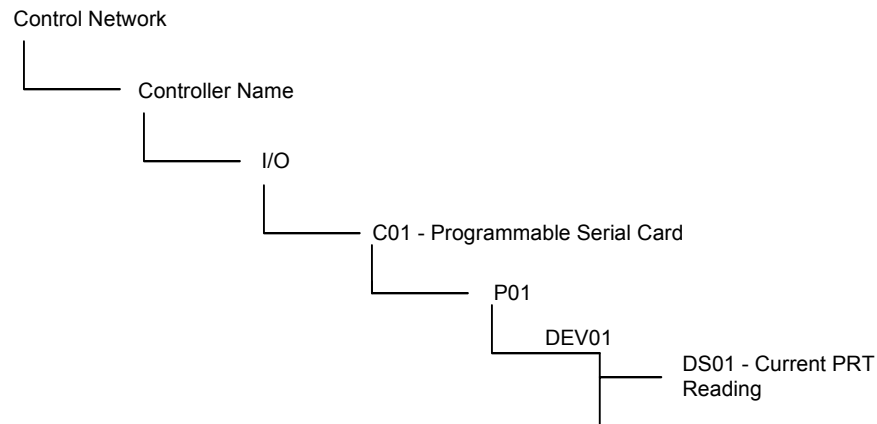 Control Network
Controller Name
I/O
C01 - Programmable Serial Card
P01
DEV01
DS01 - Current PRT
Reading